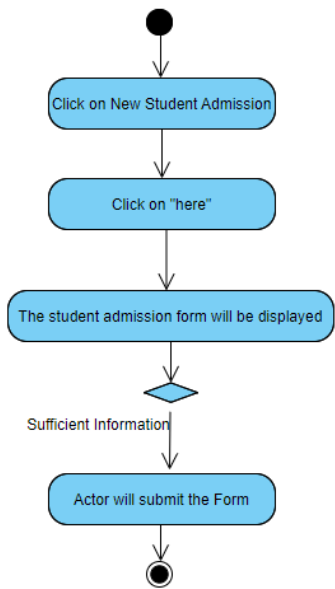 Click on New Student Admission
Click on "here"
The student admission form will be displayed
Sufficient Information
Actor will submit the Form